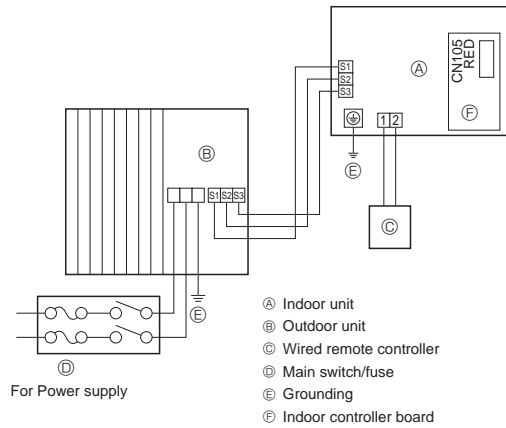 CN105
RED
S1
S2
S3
Ⓐ
Ⓕ
1 2
Ⓔ
Ⓑ
S1 S2 S3
Ⓒ
Ⓔ
Ⓓ
For Power supply
Ⓐ Indoor unit
Ⓑ Outdoor unit
Ⓒ Wired remote controller
Ⓓ Main switch/fuse
Ⓔ Grounding
Ⓕ Indoor controller board